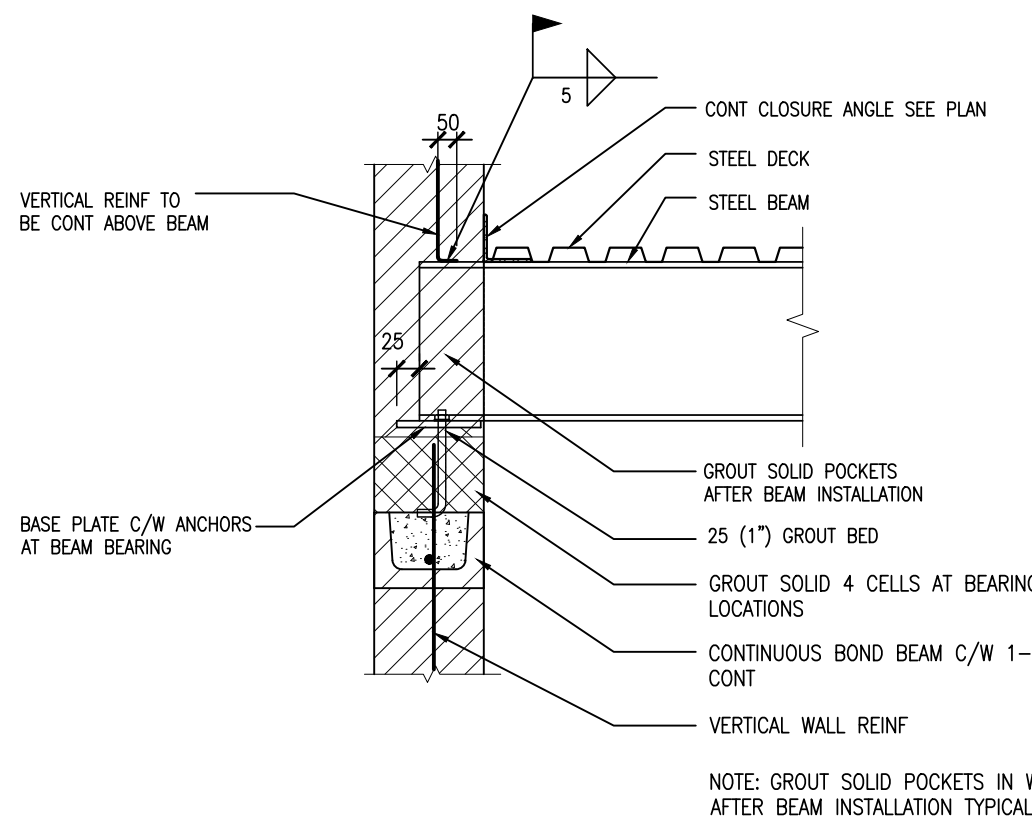 5
50
CONT CLOSURE ANGLE SEE PLAN
STEEL DECK
STEEL BEAM
VERTICAL REINF TO
BE CONT ABOVE BEAM
25
GROUT SOLID POCKETS
AFTER BEAM INSTALLATION
BASE PLATE C/W ANCHORS
AT BEAM BEARING
25 (1") GROUT BED
GROUT SOLID 4 CELLS AT BEARING
LOCATIONS
CONTINUOUS BOND BEAM C/W 1-
CONT
VERTICAL WALL REINF
NOTE: GROUT SOLID POCKETS IN
AFTER BEAM INSTALLATION TYPICAL